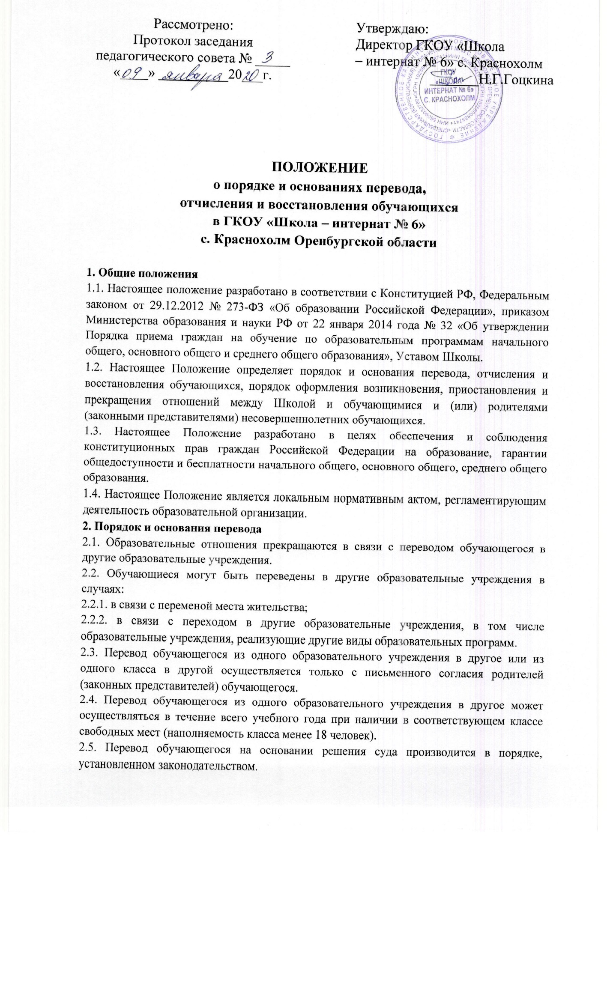 Рассмотрено:
Протокол заседания
педагогического совета № 3
«09» января 2020 г.
Утверждаю:
Директор ГКОУ «Школа
– интернат № 6» с. Краснохолм
Н.Г.Гоцкина
ГКОУ
«ШКОЛА
ИНТЕРНАТ № 6»
С. КРАСНОХОЛМ
ПОЛОЖЕНИЕ
о порядке и основаниях перевода,
отчисления и восстановления обучающихся
в ГКОУ «Школа – интернат № 6»
с. Краснохолм Оренбургской области
1. Общие положения
1.1. Настоящее положение разработано в соответствии с Конституцией РФ, Федеральным
законом от 29.12.2012 № 273-ФЗ «Об образовании Российской Федерации», приказом
Министерства образования и науки РФ от 22 января 2014 года № 32 «Об утверждении
Порядка приема граждан на обучение по образовательным программам начального
общего, основного общего и среднего общего образования», Уставом Школы.
1.2. Настоящее Положение определяет порядок и основания перевода, отчисления и
восстановления обучающихся, порядок оформления возникновения, приостановления и
прекращения отношений между Школой и обучающимися и (или) родителями
(законными представителями) несовершеннолетних обучающихся.
1.3. Настоящее Положение разработано в целях обеспечения и соблюдения
конституционных прав граждан Российской Федерации на образование, гарантии
общедоступности и бесплатности начального общего, основного общего, среднего общего
образования.
1.4. Настоящее Положение является локальным нормативным актом, регламентирующим
деятельность образовательной организации.
2. Порядок и основания перевода
2.1. Образовательные отношения прекращаются в связи с переводом обучающегося в
другие образовательные учреждения.
2.2. Обучающиеся могут быть переведены в другие образовательные учреждения в
случаях:
2.2.1. в связи с переменой места жительства;
2.2.2. в связи с переходом в другие образовательные учреждения, в том числе
образовательные учреждения, реализующие другие виды образовательных программ.
2.3. Перевод обучающегося из одного образовательного учреждения в другое или из
одного класса в другой осуществляется только с письменного согласия родителей
(законных представителей) обучающегося.
2.4. Перевод обучающегося из одного образовательного учреждения в другое может
осуществляться в течение всего учебного года при наличии в соответствующем классе
свободных мест (наполняемость класса менее 18 человек).
2.5. Перевод обучающегося на основании решения суда производится в порядке,
установленном законодательством.